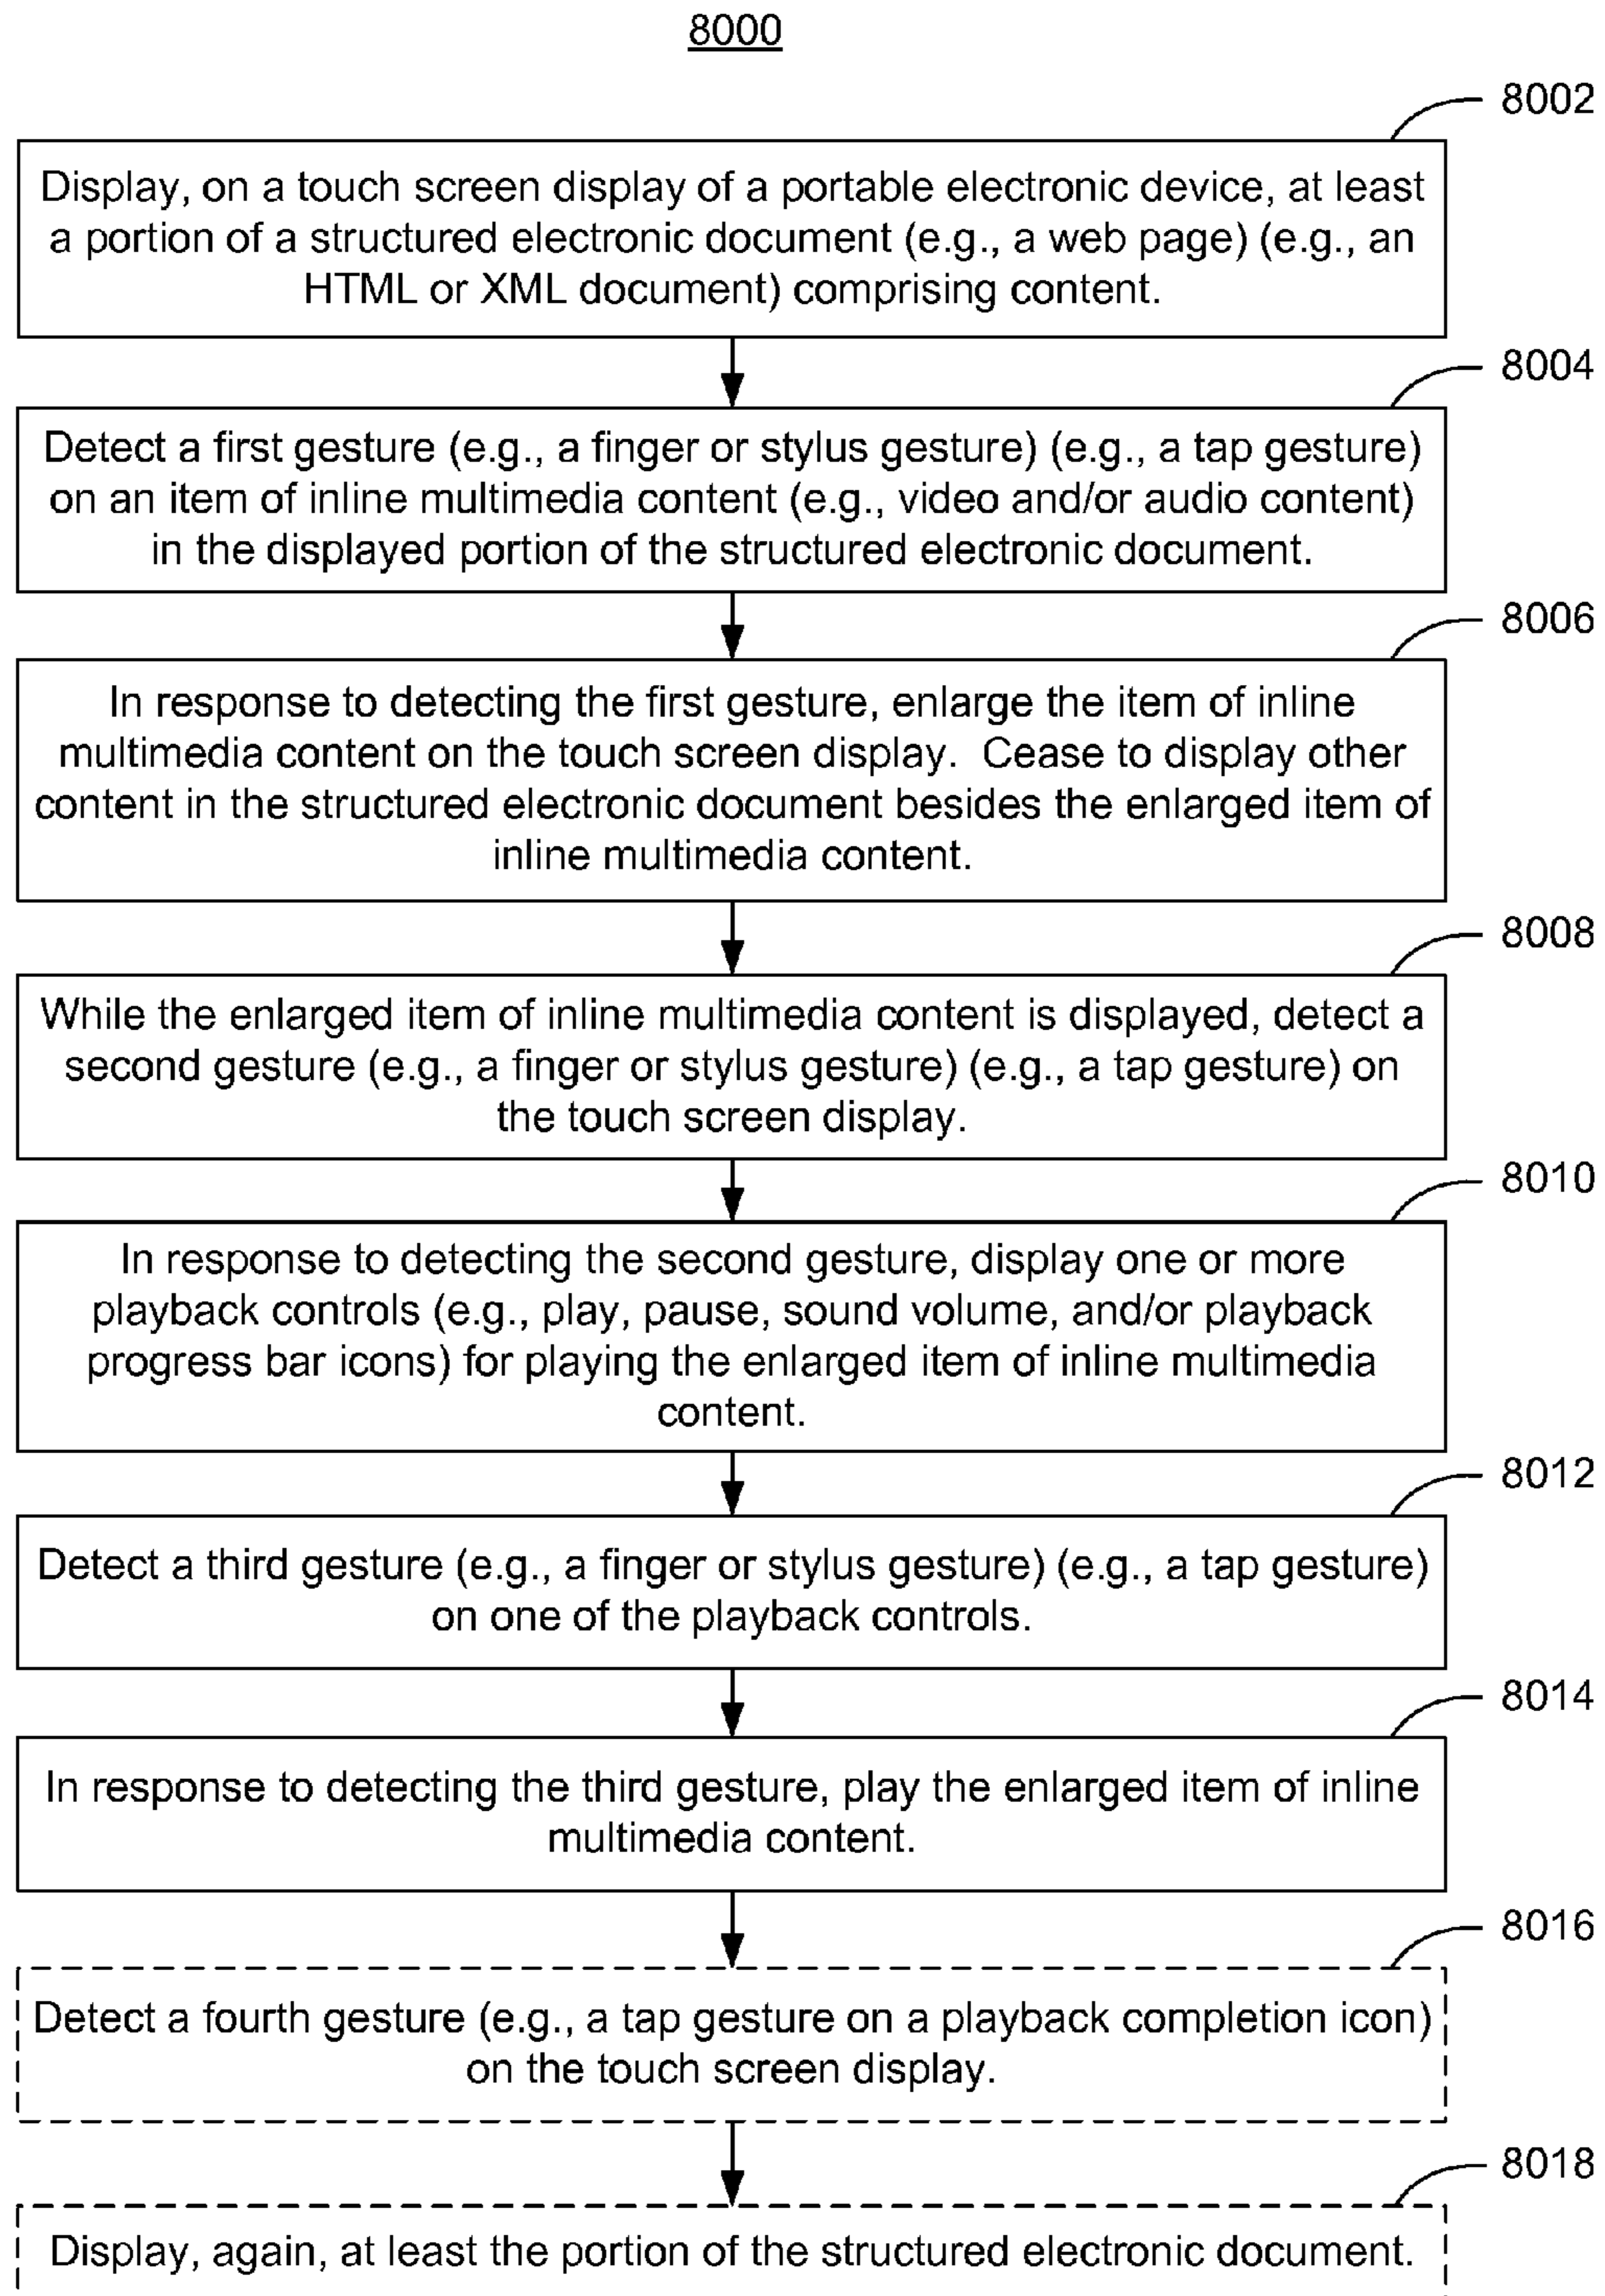 8000
8002
Display, on a touch screen display of a portable electronic device, at least
a portion of a structured electronic document (e.g., a web page) (e.g., an
HTML or XML document) comprising content.
8004
Detect a first gesture (e.g., a finger or stylus gesture) (e.g., a tap gesture)
on an item of inline multimedia content (e.g., video and/or audio content)
in the displayed portion of the structured electronic document.
8006
In response to detecting the first gesture, enlarge the item of inline
multimedia content on the touch screen display.  Cease to display other
content in the structured electronic document besides the enlarged item of
inline multimedia content.
8008
While the enlarged item of inline multimedia content is displayed, detect a
second gesture (e.g., a finger or stylus gesture) (e.g., a tap gesture) on
the touch screen display.
8010
In response to detecting the second gesture, display one or more
playback controls (e.g., play, pause, sound volume, and/or playback
progress bar icons) for playing the enlarged item of inline multimedia
content.
8012
Detect a third gesture (e.g., a finger or stylus gesture) (e.g., a tap gesture)
on one of the playback controls.
8014
In response to detecting the third gesture, play the enlarged item of inline
multimedia content.
8016
Detect a fourth gesture (e.g., a tap gesture on a playback completion icon)
on the touch screen display.
8018
Display, again, at least the portion of the structured electronic document.